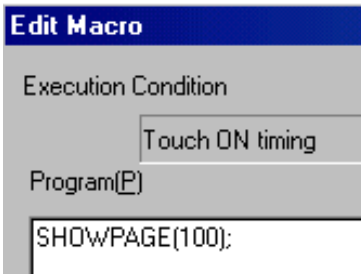 Edit Macro
Execution Condition
Touch ON timing
Program(P)
SHOWPAGE(100);